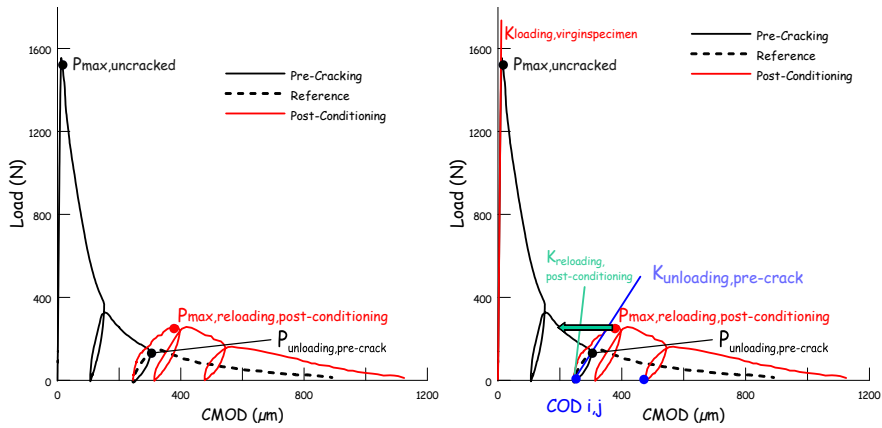 1600
1200
800
400
0
0
400
800
1200
Load (N)
CMOD (µm)
Pmax,uncracked
Pre-Cracking
Reference
Post-Conditioning
Pmax,reloading,post-conditioning
Punloading,pre-crack
1600
1200
800
400
0
0
400
800
1200
Load (N)
CMOD (µm)
Kloading,virginspecimen
Pmax,uncracked
Pre-Cracking
Reference
Post-Conditioning
Kreloading,
post-conditioning
Kunloading,pre-crack
Pmax,reloading,post-conditioning
Punloading,pre-crack
COD i,j